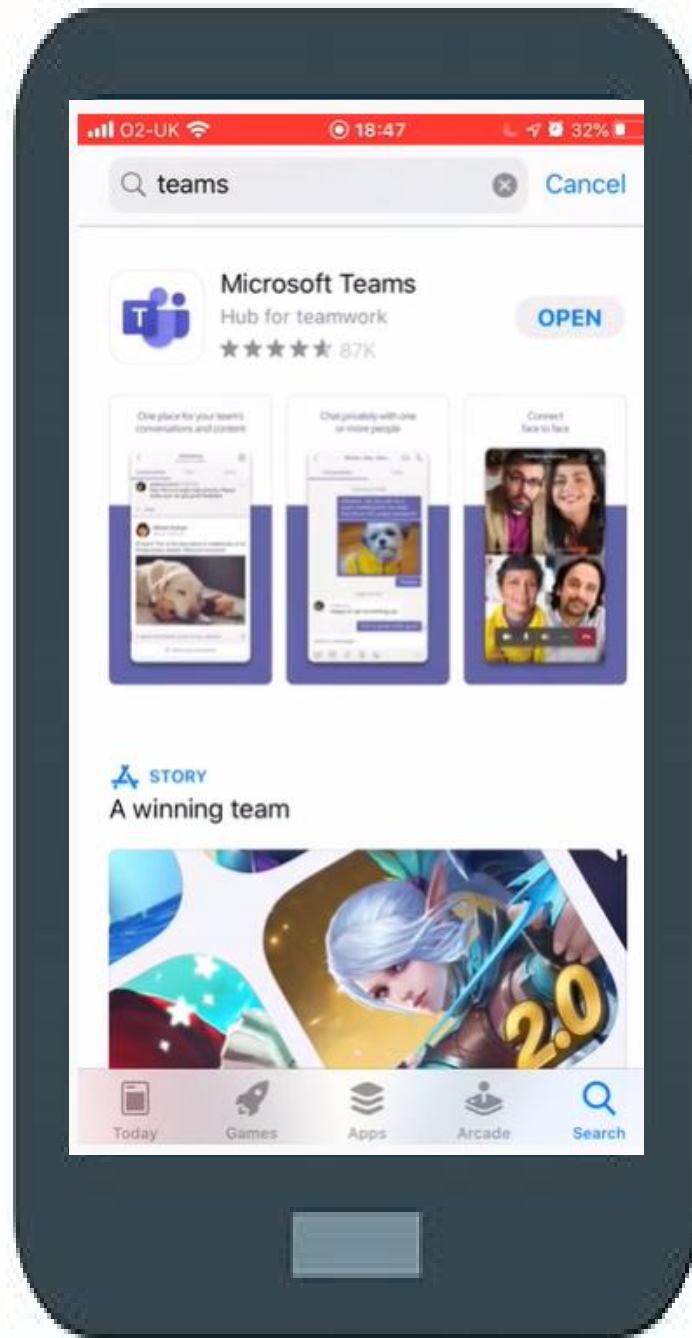 O2-UK 18:47 32%
teams Cancel
Microsoft Teams
Hub for teamwork
OPEN
87K
T
One place for your team's
conversations and content
Chat privately with one
or more people
Connect
face to face
STORY
A winning team
2.0
Today Games Apps Arcade Search